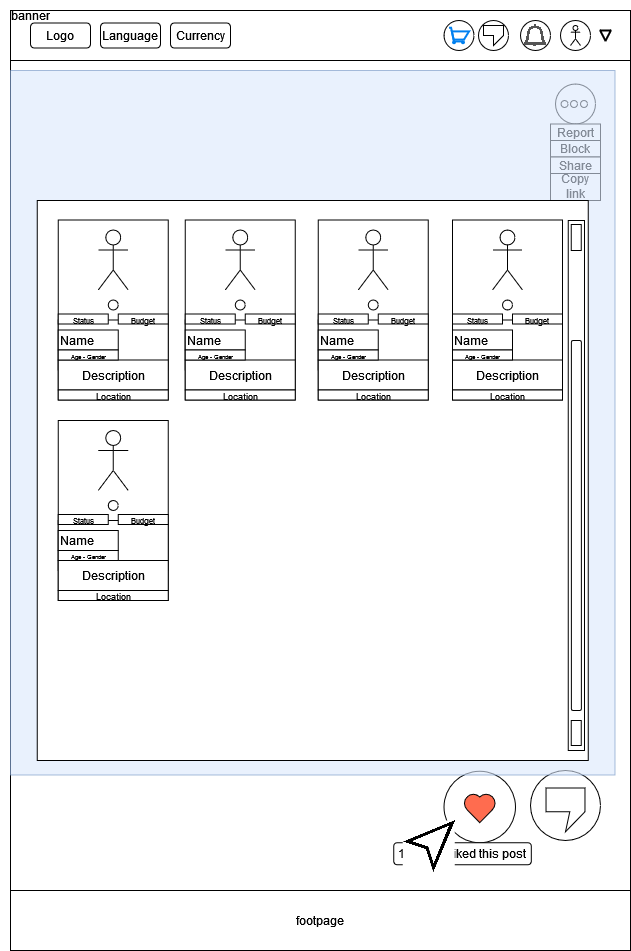 banner
Logo
Language
Currency
Report
Block
Share
Copy
link
Status Budget
Name
Age - Gender
Description
Location
Status Budget
Name
Age - Gender
Description
Location
Status Budget
Name
Age - Gender
Description
Location
Status Budget
Name
Age - Gender
Description
Location
Status Budget
Name
Age - Gender
Description
Location
1 iked this post
footpage